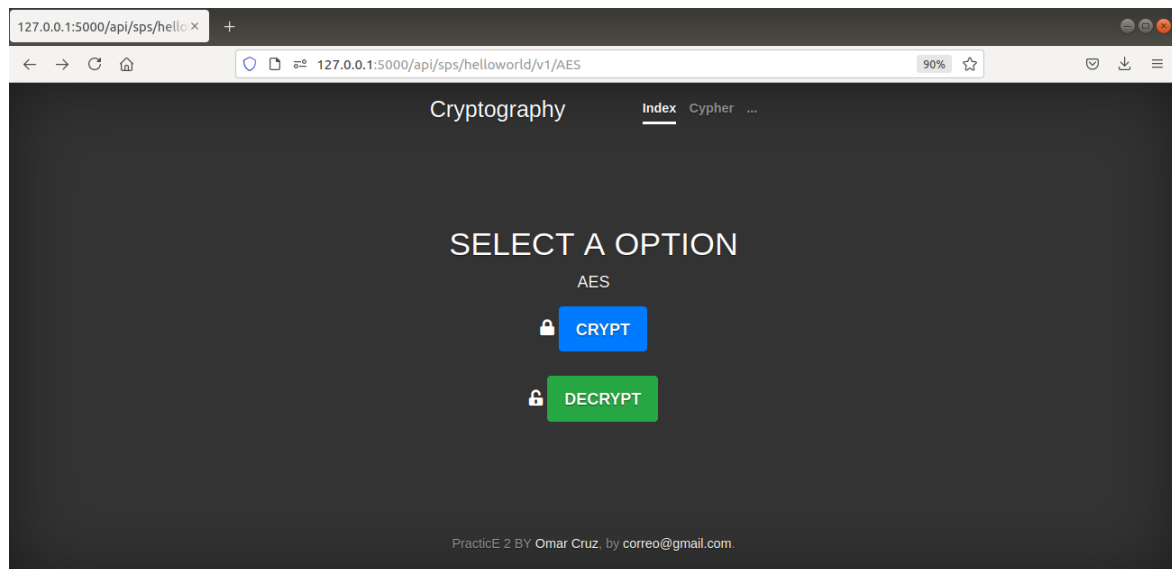 127.0.0.1:5000/api/sps/hello
127.0.0.1:5000/api/sps/helloworld/v1/AES 90%
Cryptography Index Cypher ...
SELECT A OPTION
AES
CRYPT
DECRYPT
PracticE 2 BY Omar Cruz, by correo@gmail.com.